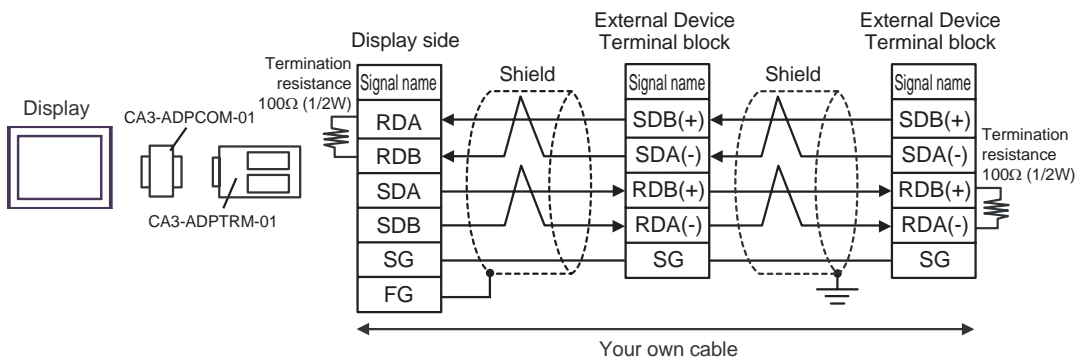 Display
CA3-ADPCOM-01
CA3-ADPTRM-01
Termination
resistance
100Ω (1/2W)
Display side
Signal name
RDA
RDB
SDA
SDB
SG
FG
Shield
External Device
Terminal block
Signal name
SDB(+)
SDA(-)
RDB(+)
RDA(-)
SG
Shield
External Device
Terminal block
Signal name
SDB(+)
SDA(-)
RDB(+)
RDA(-)
SG
Termination
resistance
100Ω (1/2W)
Your own cable